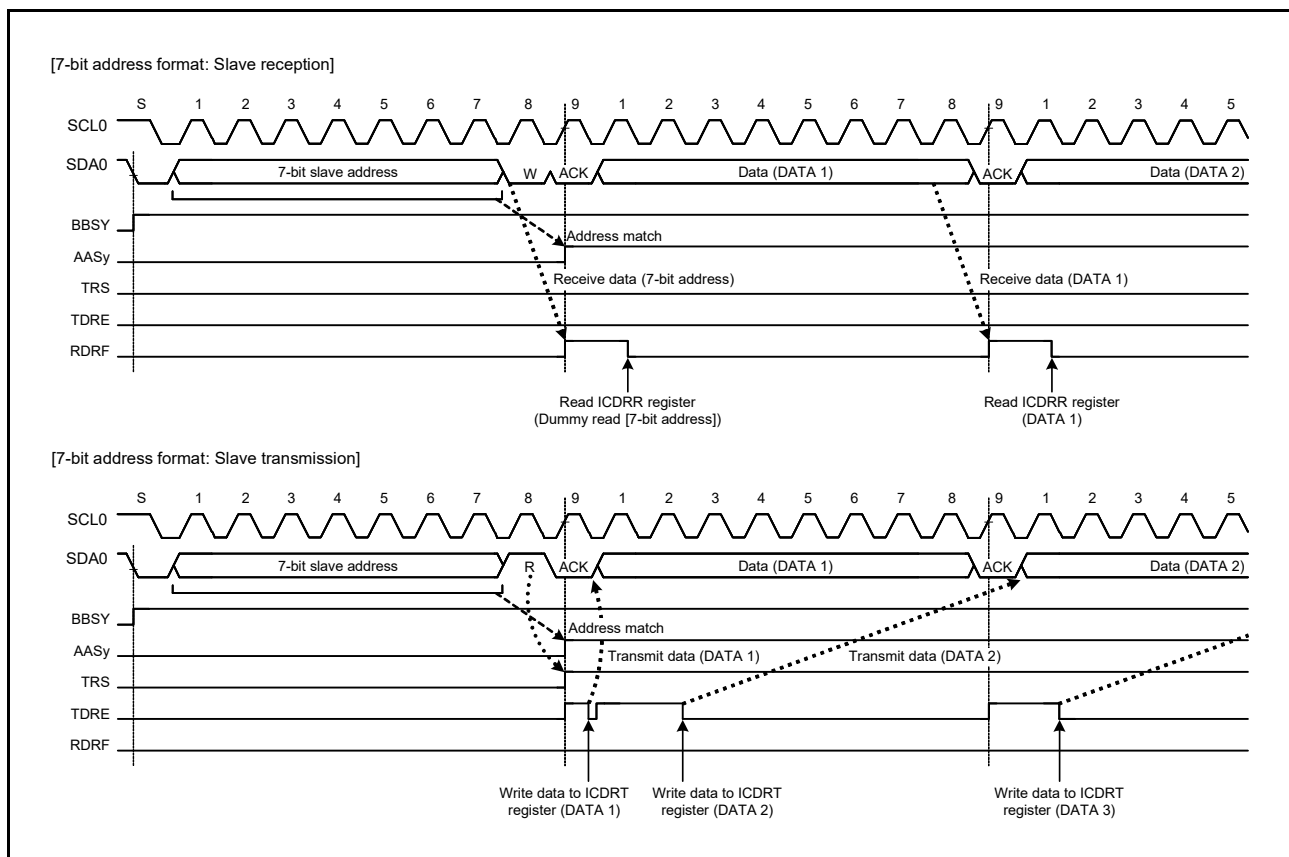 [7-bit address format: Slave reception]
S 1 2 3 4 5 6 7 8 9 1 2 3 4 5 6 7 8 9 1 2 3 4 5
SCL0
SDA0 7-bit slave address W ACK Data (DATA 1) ACK Data (DATA 2)
BBSY
Address match
AASy
Receive data (7-bit address) Receive data (DATA 1)
TRS
TDRE
RDRF
Read ICDRR register Read ICDRR register
(Dummy read [7-bit address]) (DATA 1)
[7-bit address format: Slave transmission]
S 1 2 3 4 5 6 7 8 9 1 2 3 4 5 6 7 8 9 1 2 3 4 5
SCL0
SDA0 7-bit slave address R ACK Data (DATA 1) ACK Data (DATA 2)
BBSY
Address match
AASy
Transmit data (DATA 1) Transmit data (DATA 2)
TRS
TDRE
RDRF
Write data to ICDRT Write data to ICDRT Write data to ICDRT
register (DATA 1) register (DATA 2) register (DATA 3)